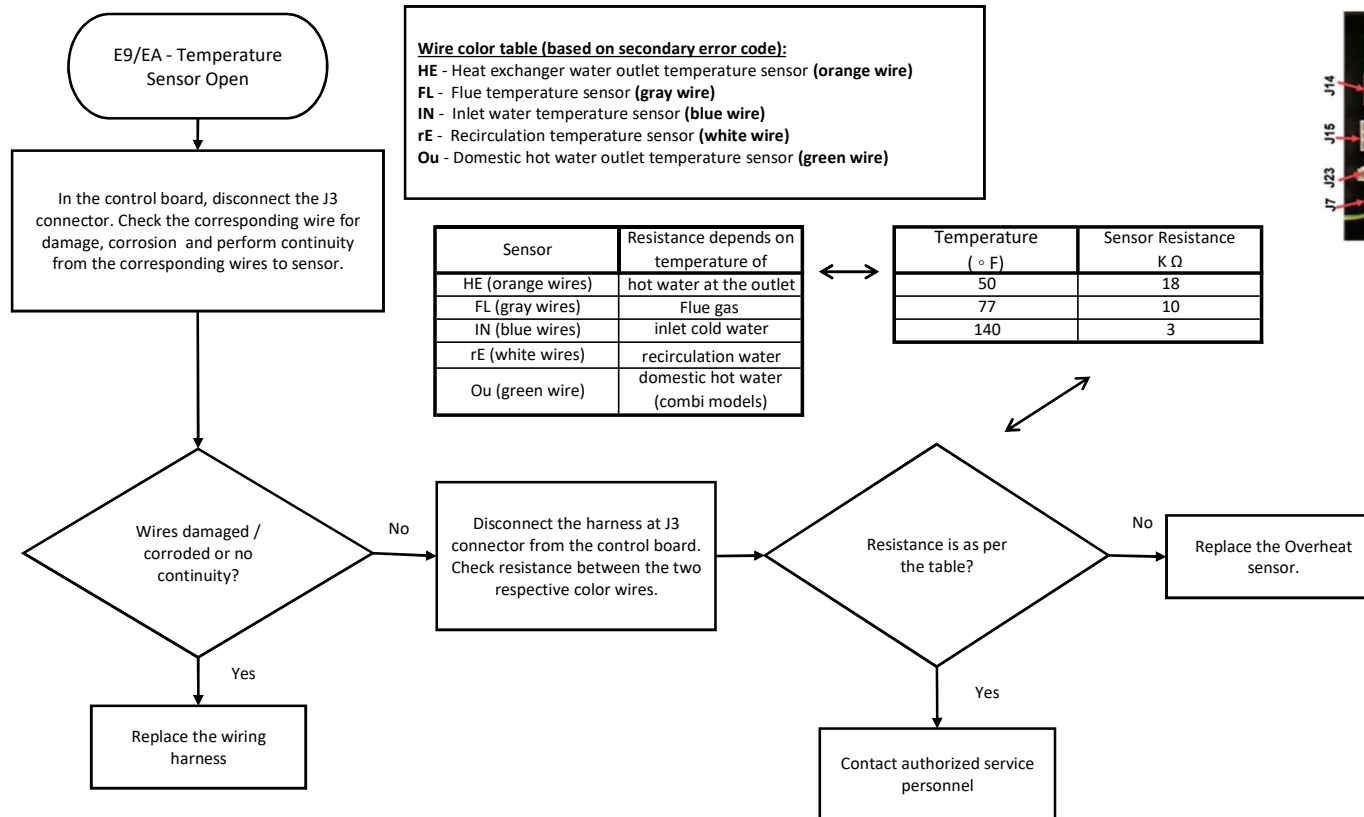 E9/EA - Temperature
Sensor Open
Wire color table (based on secondary error code):
HE - Heat exchanger water outlet temperature sensor (orange wire)
FL - Flue temperature sensor (gray wire)
IN - Inlet water temperature sensor (blue wire)
rE - Recirculation temperature sensor (white wire)
Ou - Domestic hot water outlet temperature sensor (green wire)
J14
J15
J23
J7
In the control board, disconnect the J3
connector. Check the corresponding wire for
damage, corrosion and perform continuity
from the corresponding wires to sensor.
Sensor
Resistance depends on
temperature of
HE (orange wires)
hot water at the outlet
FL (gray wires)
Flue gas
IN (blue wires)
inlet cold water
rE (white wires)
recirculation water
Ou (green wire)
domestic hot water
(combi models)
Temperature
( ◦ F)
Sensor Resistance
K Ω
50
18
77
10
140
3
Wires damaged /
corroded or no
continuity?
No
Disconnect the harness at J3
connector from the control board.
Check resistance between the two
respective color wires.
Resistance is as per
the table?
No
Replace the Overheat
sensor.
Yes
Replace the wiring
harness
Yes
Contact authorized service
personnel